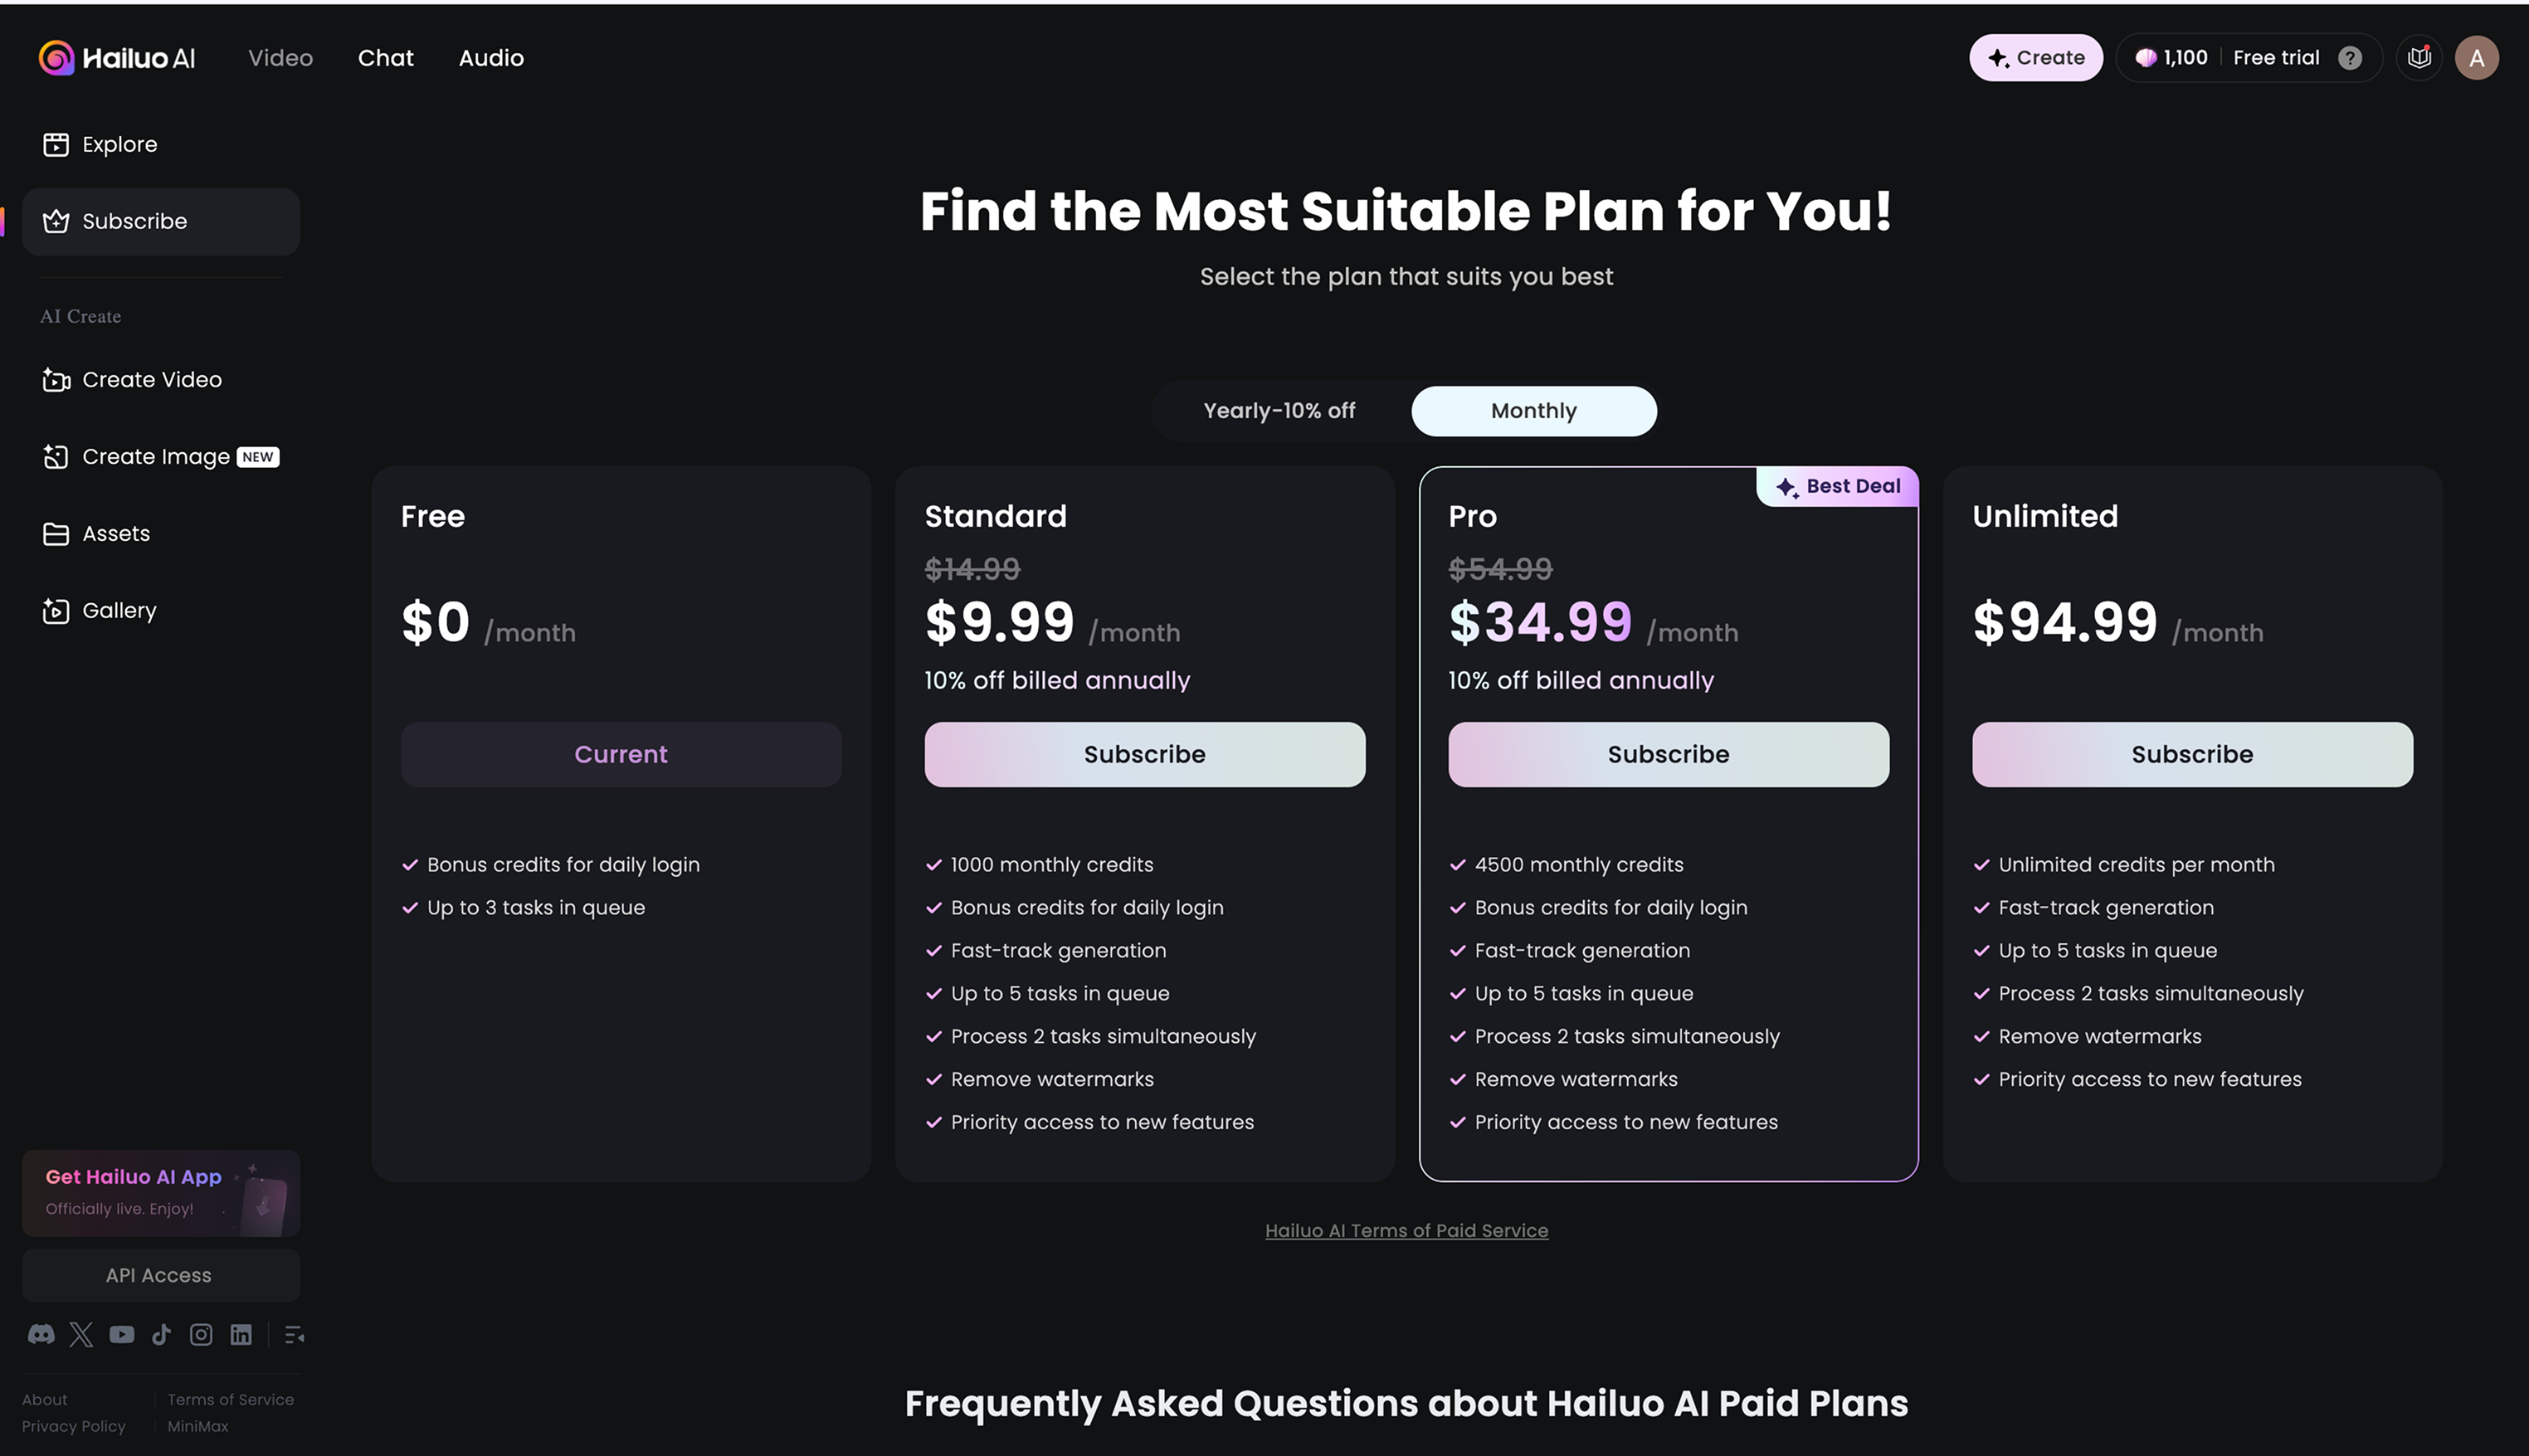 Hailuo AI
Video
Chat
Audio
Create
1,100
Free trial
?
A
Explore
Subscribe
AI Create
Create Video
Create Image NEW
Assets
Gallery
Get Hailuo AI App
Officially live. Enjoy!
API Access
About
Terms of Service
Privacy Policy
MiniMax
Find the Most Suitable Plan for You!
Select the plan that suits you best
Yearly-10% off
Monthly
Free
$0 /month
Current
Bonus credits for daily login
Up to 3 tasks in queue
Standard
$14.99
$9.99 /month
10% off billed annually
Subscribe
1000 monthly credits
Bonus credits for daily login
Fast-track generation
Up to 5 tasks in queue
Process 2 tasks simultaneously
Remove watermarks
Priority access to new features
Best Deal
Pro
$54.99
$34.99 /month
10% off billed annually
Subscribe
4500 monthly credits
Bonus credits for daily login
Fast-track generation
Up to 5 tasks in queue
Process 2 tasks simultaneously
Remove watermarks
Priority access to new features
Unlimited
$94.99 /month
Subscribe
Unlimited credits per month
Fast-track generation
Up to 5 tasks in queue
Process 2 tasks simultaneously
Remove watermarks
Priority access to new features
Hailuo AI Terms of Paid Service
Frequently Asked Questions about Hailuo AI Paid Plans